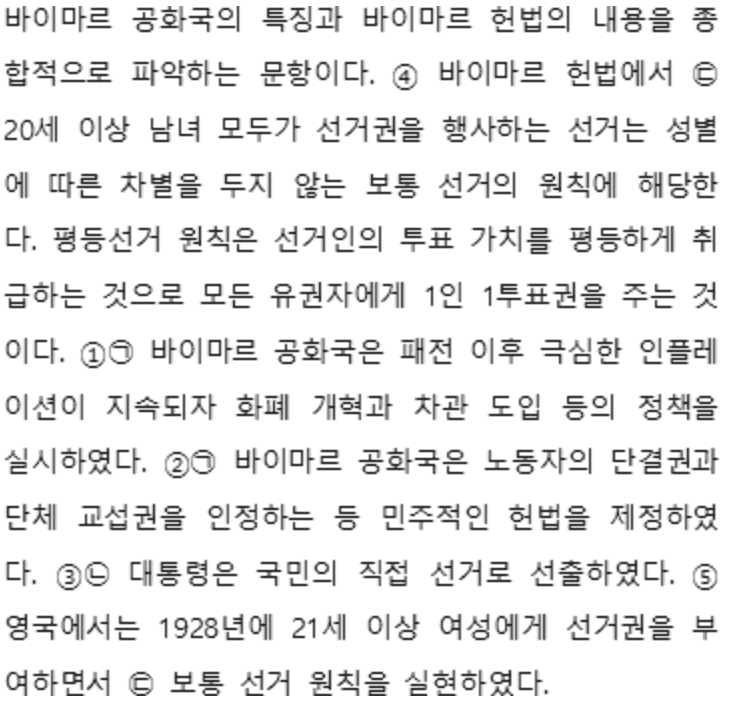 바이마르 공화국의 특징과 바이마르 헌법의 내용을 종
합적으로 파악하는 문항이다. ④ 바이마르 헌법에서 ㉢
20세 이상 남녀 모두가 선거권을 행사하는 선거는 성별
에 따른 차별을 두지 않는 보통 선거의 원칙에 해당한
다. 평등선거 원칙은 선거인의 투표 가치를 평등하게 취
급하는 것으로 모든 유권자에게 1인 1투표권을 주는 것
이다. ①㉠ 바이마르 공화국은 패전 이후 극심한 인플레
이션이 지속되자 화폐 개혁과 차관 도입 등의 정책을
실시하였다. ②㉠ 바이마르 공화국은 노동자의 단결권과
단체 교섭권을 인정하는 등 민주적인 헌법을 제정하였
다. ③㉡ 대통령은 국민의 직접 선거로 선출하였다. ⑤
영국에서는 1928년에 21세 이상 여성에게 선거권을 부
여하면서 ㉢ 보통 선거 원칙을 실현하였다.